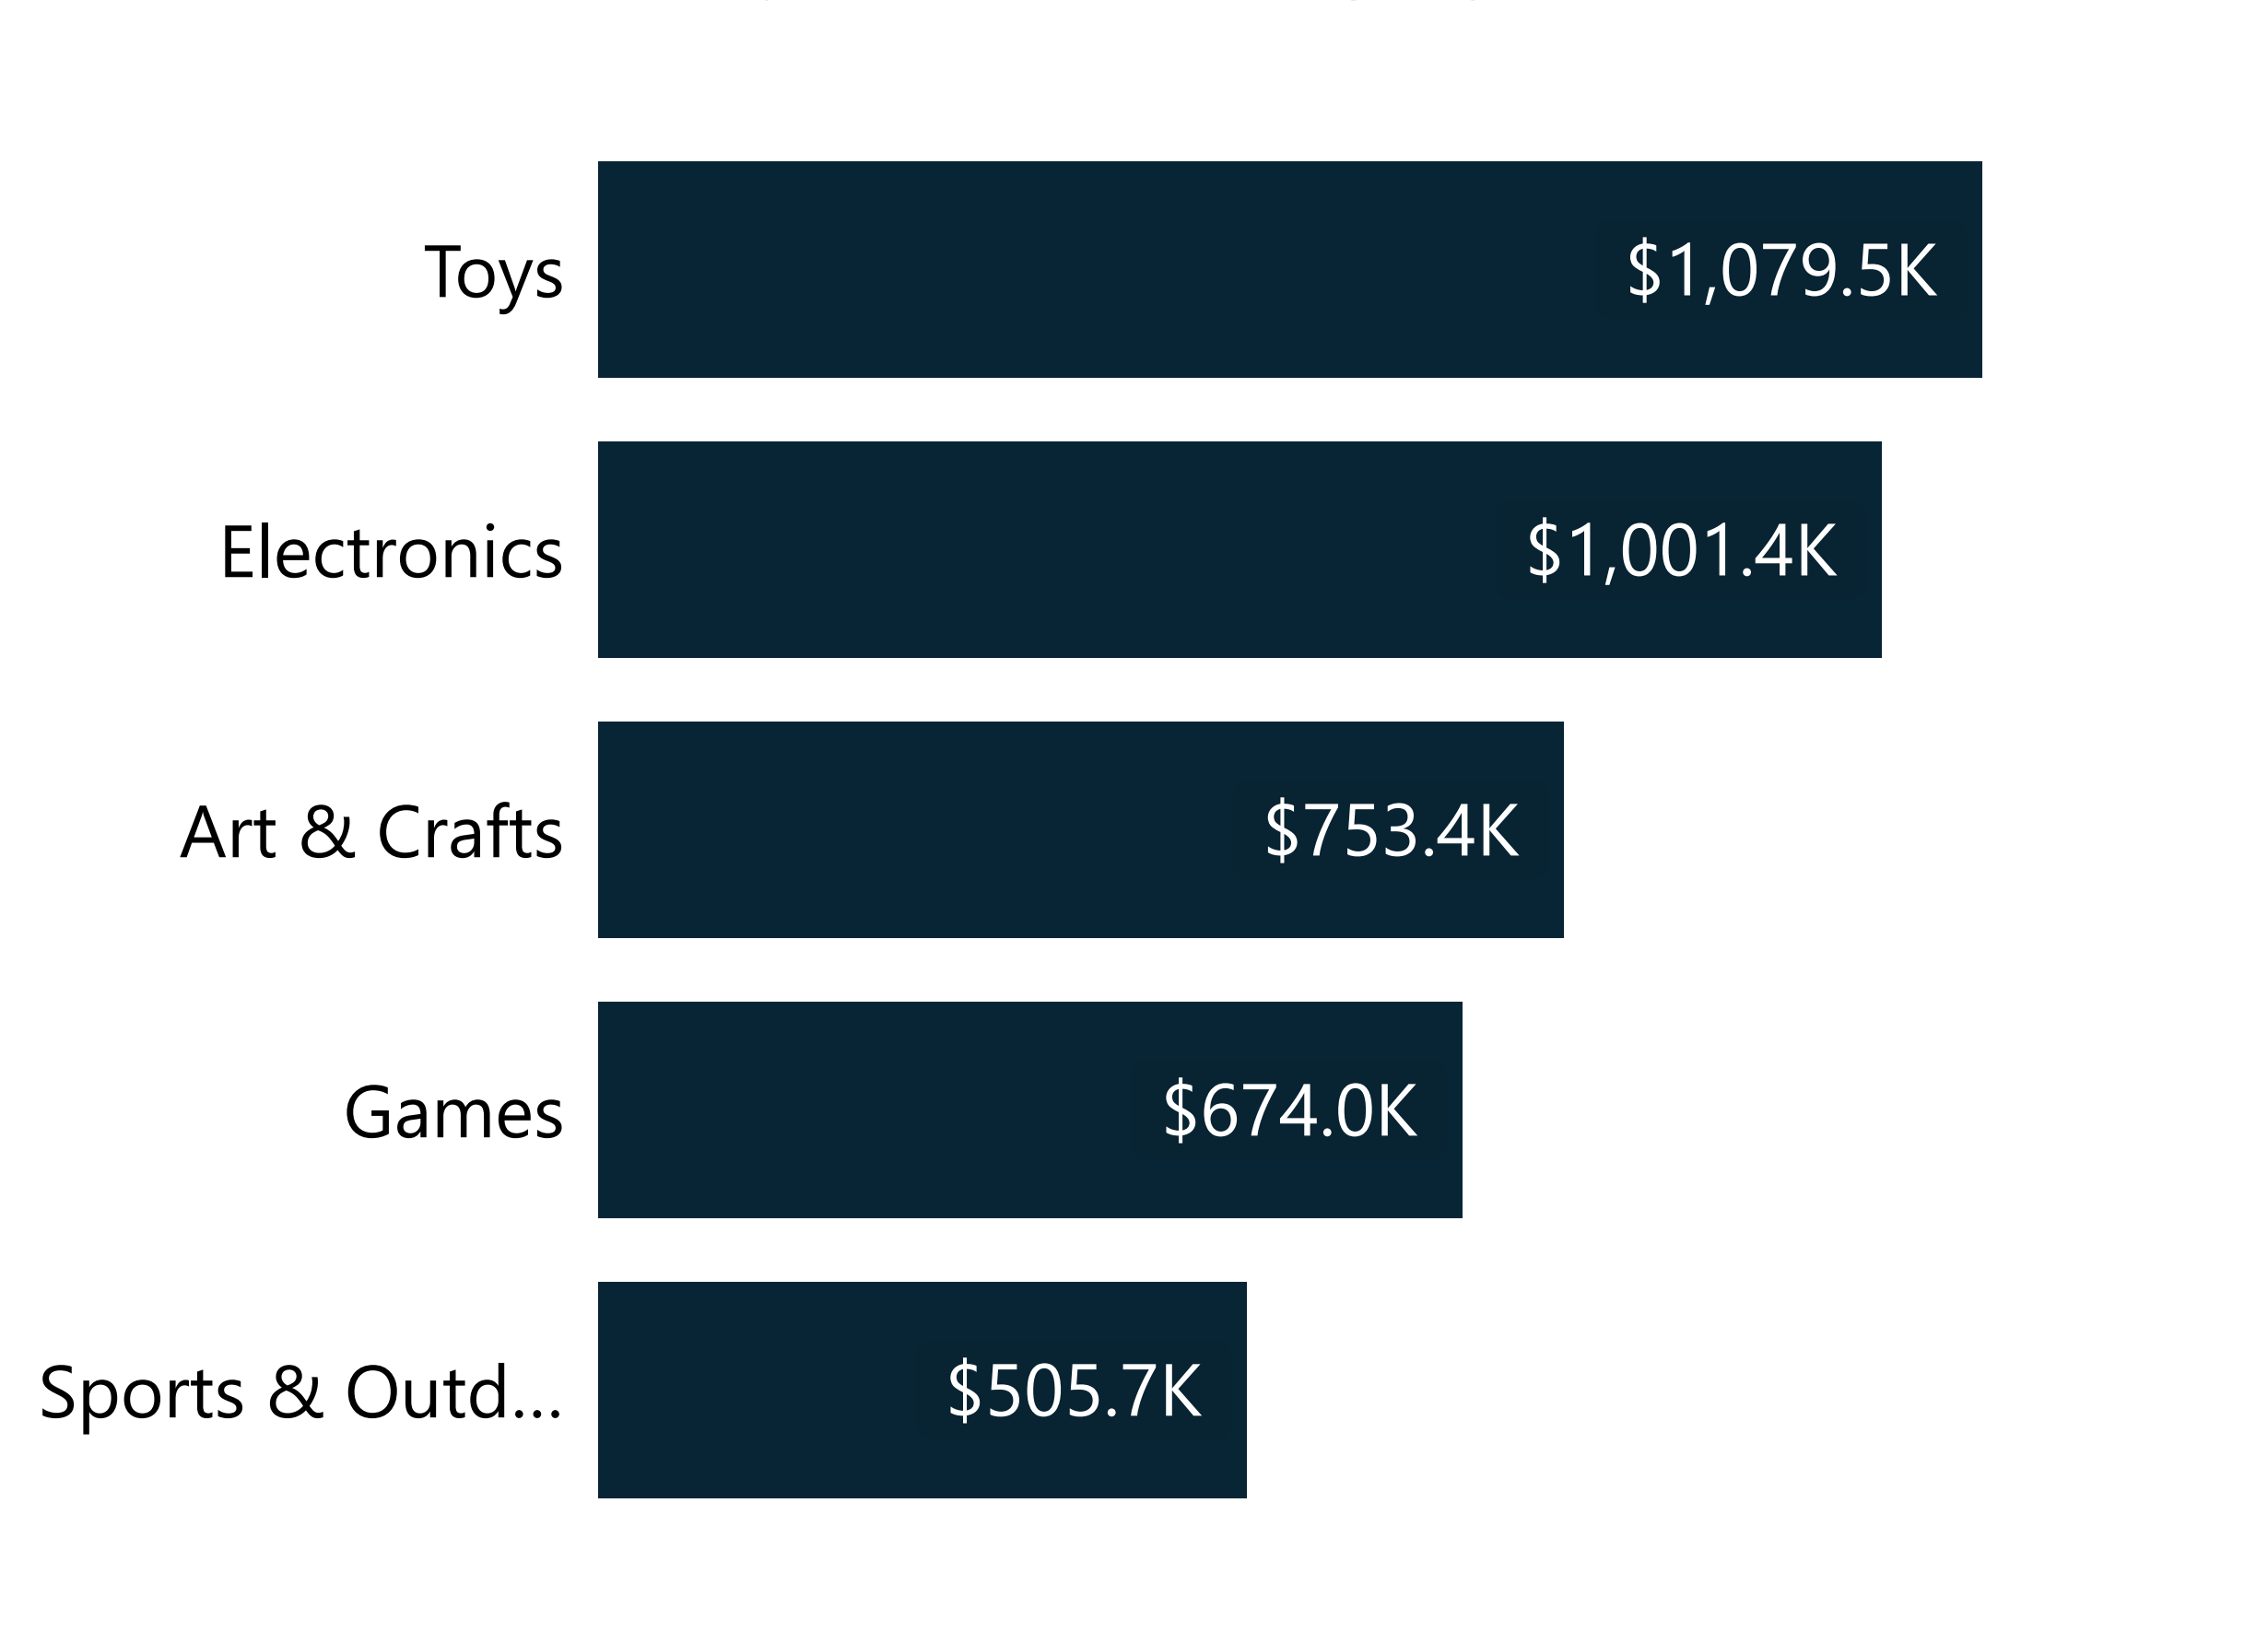 Toys $1,079.5K
Electronics $1,001.4K
Art & Crafts $753.4K
Games $674.0K
Sports & Outd... $505.7K